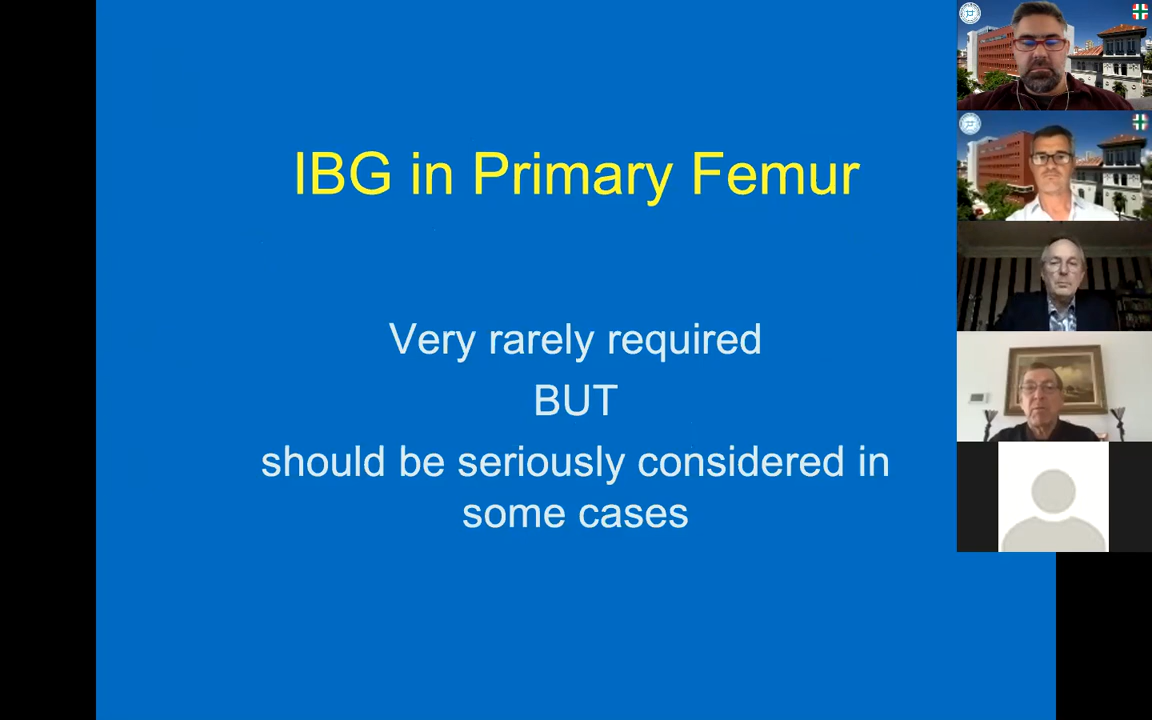 IBG in Primary Femur
Very rarely required
BUT
should be seriously considered in
some cases